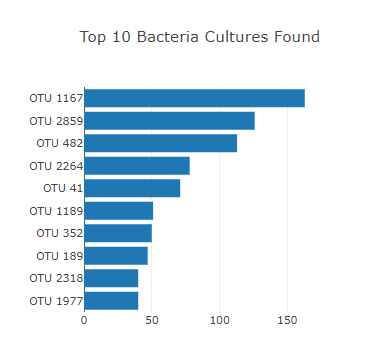 Top 10 Bacteria Cultures Found
OTU 1167
OTU 2859
OTU 482
OTU 2264
OTU 41
OTU 1189
OTU 352
OTU 189
OTU 2318
OTU 1977
0 50 100 150